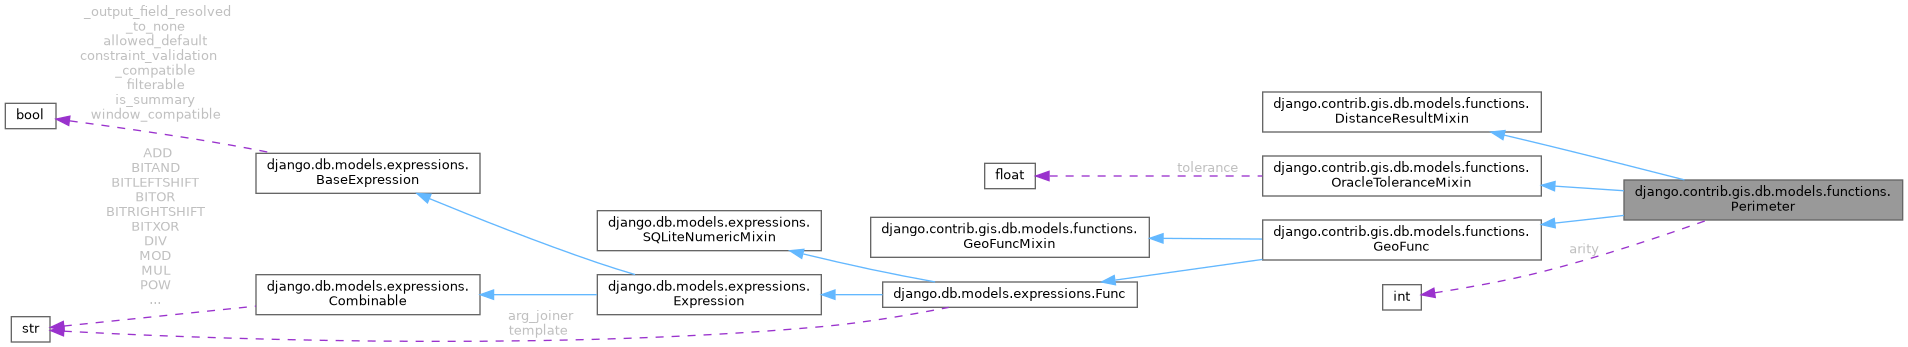 _output_field_resolved
_to_none
allowed_default
constraint_validation
_compatible
filterable
is_summary
window_compatible
bool
django.db.models.expressions.
BaseExpression
ADD
BITAND
BITLEFTSHIFT
BITOR
BITRIGHTSHIFT
BITXOR
DIV
MOD
MUL
POW
...
str
django.db.models.expressions.
Combinable
django.db.models.expressions.
SQLiteNumericMixin
django.db.models.expressions.
Expression
arg_joiner
template
django.contrib.gis.db.models.functions.
GeoFuncMixin
django.db.models.expressions.Func
float
tolerance
django.contrib.gis.db.models.functions.
DistanceResultMixin
django.contrib.gis.db.models.functions.
OracleToleranceMixin
django.contrib.gis.db.models.functions.
GeoFunc
int
arity
django.contrib.gis.db.models.functions.
Perimeter